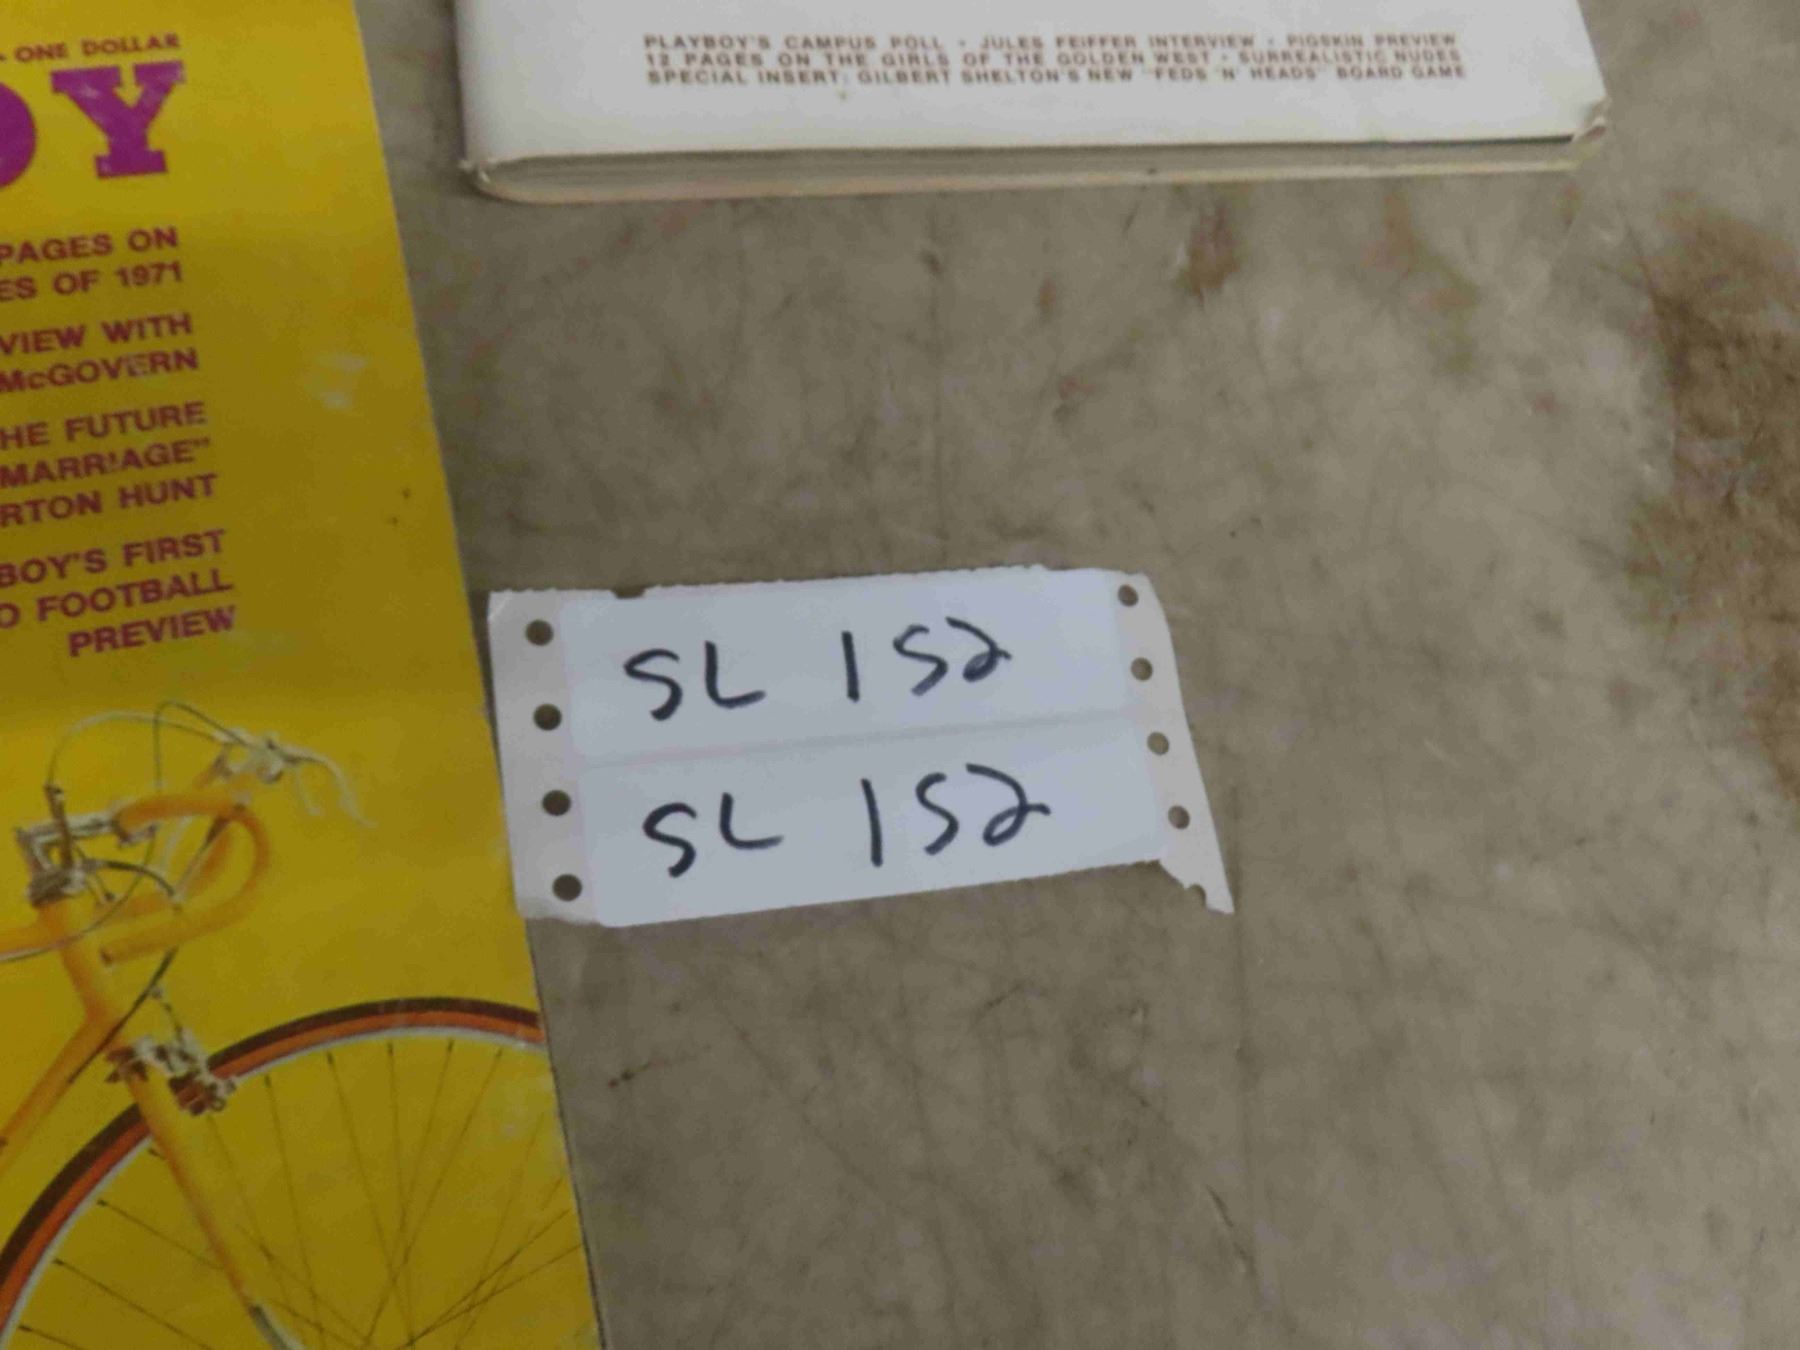 ONE DOLLAR
OY
PAGES ON
ES OF 1971
VIEW WITH
McGOVERN
HE FUTURE
MARRIAGE"
RTON HUNT
BOY'S FIRST
O FOOTBALL
PREVIEW
PLAYBOY'S CAMPUS POLL • JULES FEIFFER INTERVIEW • PIGSKIN PREVIEW
12 PAGES ON THE GIRLS OF THE GOLDEN WEST • SURREALISTIC NUDES
SPECIAL INSERT: GILBERT SHELTON'S NEW "FEDS 'N' HEADS" BOARD GAME
SL 152
SL 152